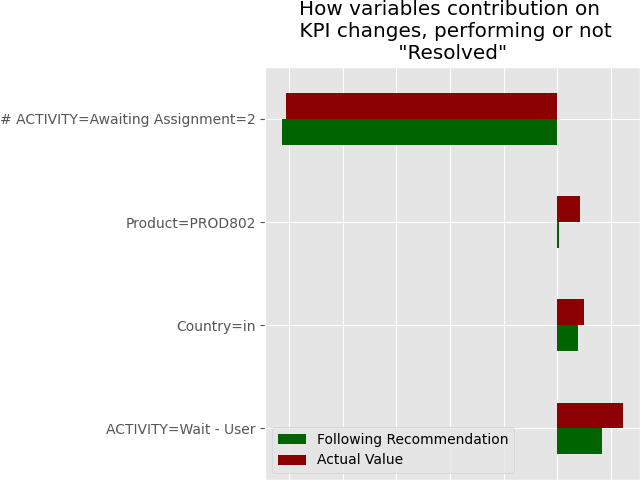 How variables contribution on
KPI changes, performing or not
"Resolved"
# ACTIVITY=Awaiting Assignment=2
Product=PROD802
Country=in
ACTIVITY=Wait - User
Following Recommendation
Actual Value